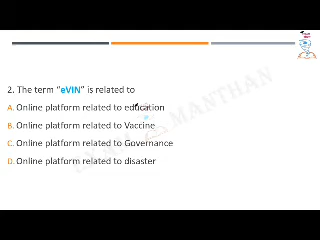 2. The term “eVIN” is related to
A. Online platform related to education
B. Online platform related to Vaccine
C. Online platform related to Governance
D. Online platform related to disaster
MANTHAN